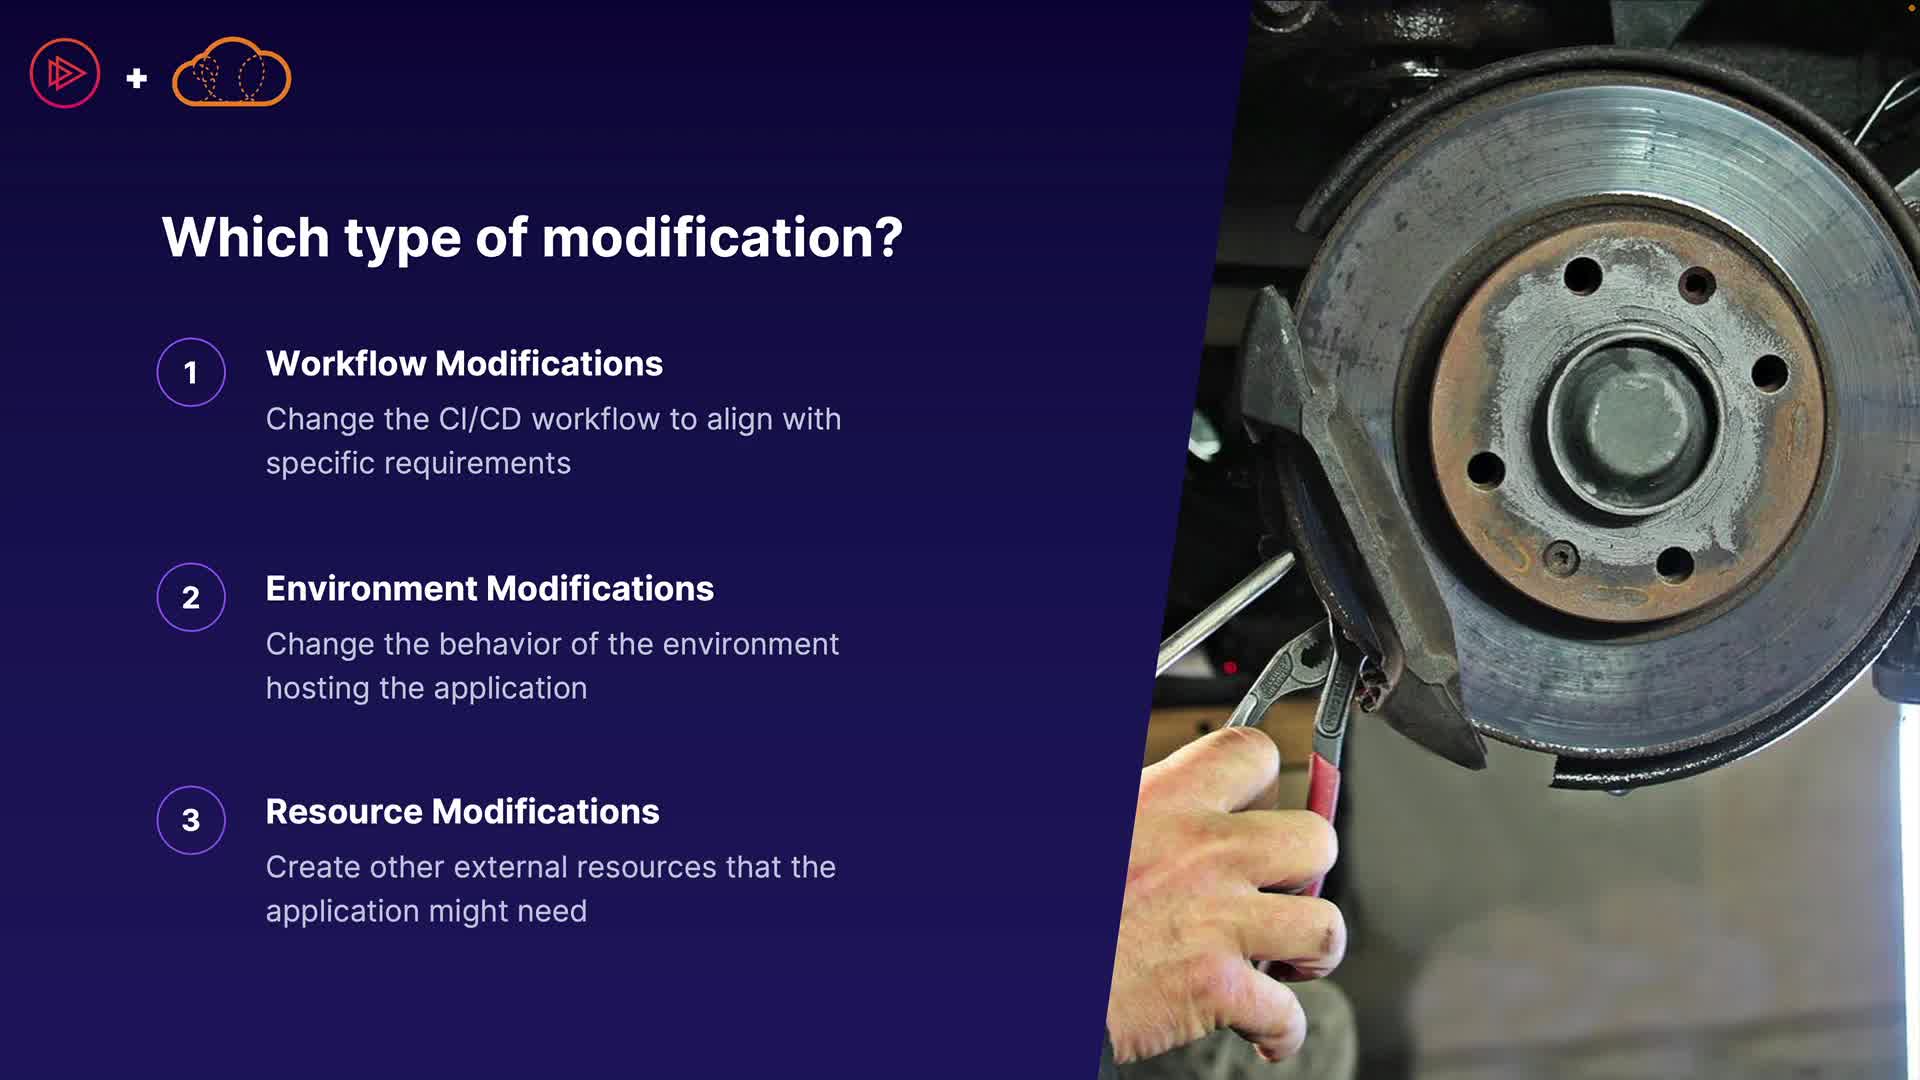 Which type of modification?
1
Workflow Modifications
Change the CI/CD workflow to align with
specific requirements
2
Environment Modifications
Change the behavior of the environment
hosting the application
3
Resource Modifications
Create other external resources that the
application might need